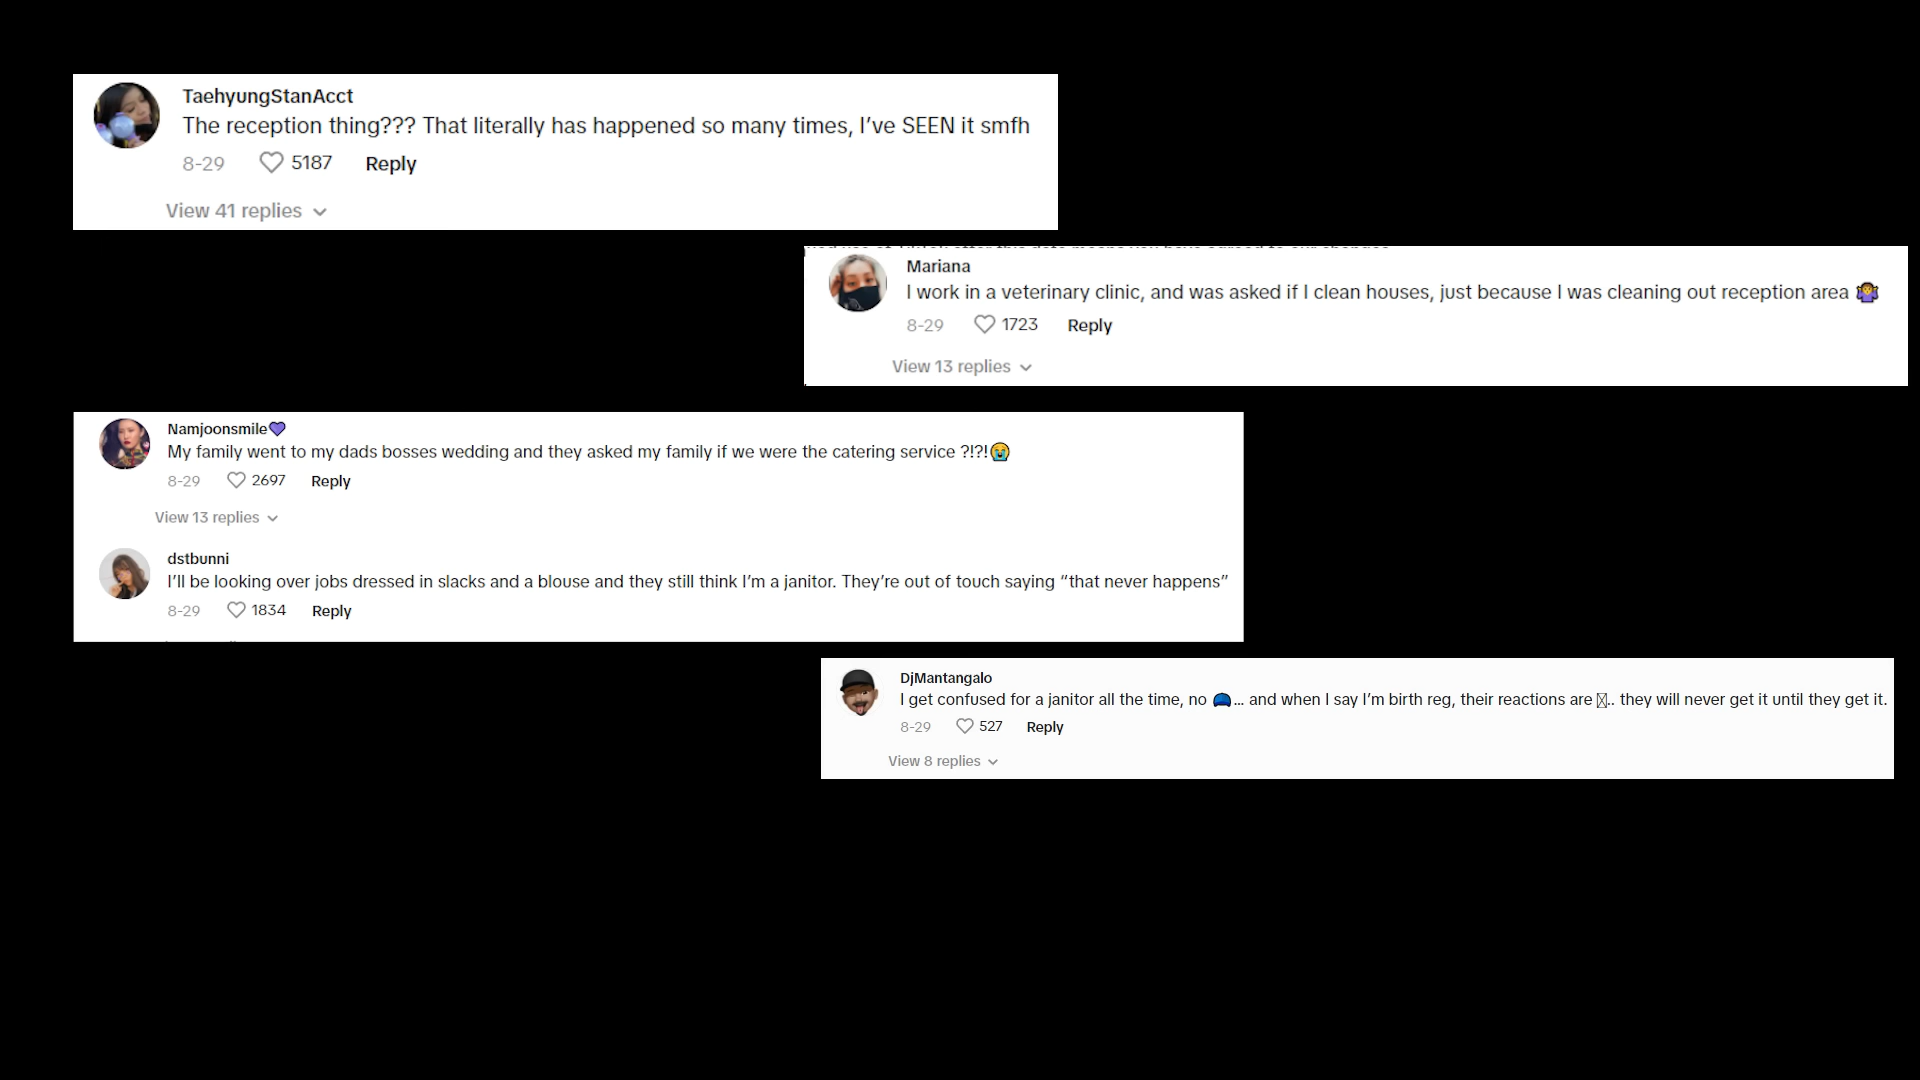 TaehyungStanAcct
The reception thing??? That literally has happened so many times, I've SEEN it smfh
8-29 5187 Reply
View 41 replies
Mariana
I work in a veterinary clinic, and was asked if I clean houses, just because I was cleaning out reception area 🤷
8-29 1723 Reply
View 13 replies
Namjoonsmile💜
My family went to my dads bosses wedding and they asked my family if we were the catering service ?!?!😭
8-29 2697 Reply
View 13 replies
dstbunni
I'll be looking over jobs dressed in slacks and a blouse and they still think I'm a janitor. They're out of touch saying “that never happens”
8-29 1834 Reply
DjMantangalo
I get confused for a janitor all the time, no 🧢... and when I say I'm birth reg, their reactions are .. they will never get it until they get it.
8-29 527 Reply
View 8 replies